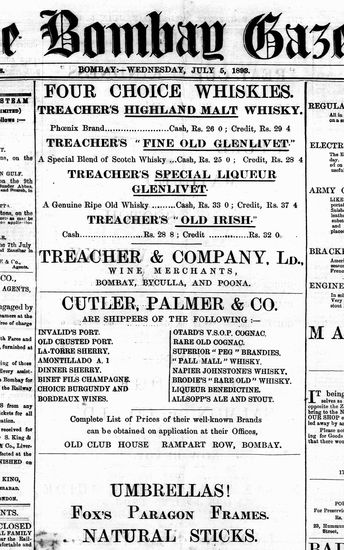 e Bombay Gaze
BOMBAY:—WEDNESDAY, JULY 5, 1893.
FOUR CHOICE WHISKIES.
TREACHER'S HIGHLAND MALT WHISKY.
Phœnix Brand........................Cash, Rs. 26 0 ; Credit, Rs. 29 4
TREACHER'S "FINE OLD GLENLIVET."
A Special Blend of Scotch Whisky ...Cash, Rs. 25 0 ; Credit, Rs. 28 4
TREACHER'S SPECIAL LIQUEUR
GLENLIVET.
A Genuine Ripe Old Whisky ..........Cash, Rs. 33 0 ; Credit, Rs. 37 4
TREACHER'S "OLD IRISH."
Cash..................Rs. 28 8 ; Credit..................Rs. 32 0.
TREACHER & COMPANY, LD.,
WINE MERCHANTS,
BOMBAY, BYCULLA, AND POONA.
CUTLER, PALMER & CO.
ARE SHIPPERS OF THE FOLLOWING :—
INVALID'S PORT.
OLD CRUSTED PORT.
LA-TORRE SHERRY.
AMONTILLADO A 1
DINNER SHERRY.
BINET FILS CHAMPAGNE.
CHOICE BURGUNDY AND
BORDEAUX WINES.
OTARD'S V.S.O.P. COGNAC.
RARE OLD COGNAC.
SUPERIOR "PEG" BRANDIES.
"PALL MALL" WHISKY.
NAPIER JOHNSTONE'S WHISKY.
BRODIE'S "RARE OLD" WHISKY.
LIQUEUR BENEDICTINE.
ALLSOPP'S ALE AND STOUT.
Complete List of Prices of their well-known Brands
can be obtained on application at their Offices,
OLD CLUB HOUSE RAMPART ROW, BOMBAY.
UMBRELLAS!
FOX'S PARAGON FRAMES.
NATURAL STICKS.